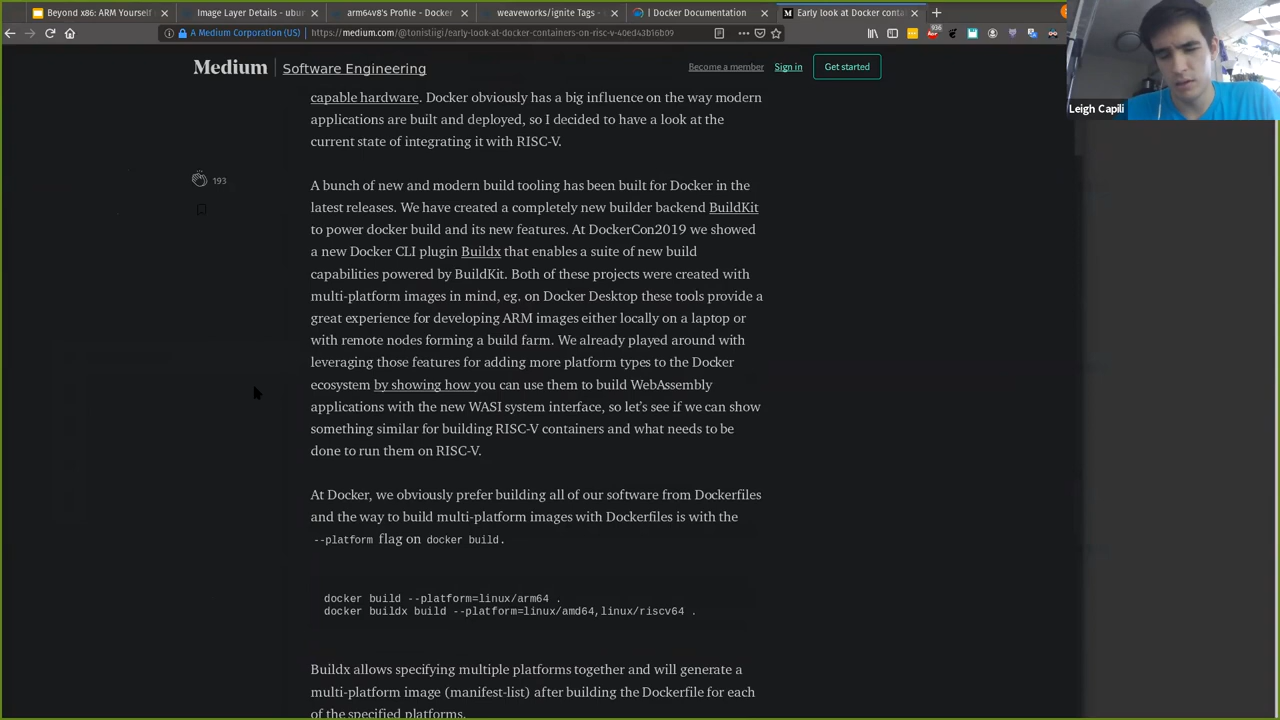 Beyond x86: ARM Yourself
Image Layer Details - ubur
arm64v8's Profile - Docker
weaveworks/ignite Tags -
| Docker Documentation
Early look at Docker conta
A Medium Corporation (US)
https://medium.com/@tonistiigi/early-look-at-docker-containers-on-risc-v-40ed43b16b09
Leigh Capili
Medium
Software Engineering
Become a member
Sign in
Get started
capable hardware. Docker obviously has a big influence on the way modern
applications are built and deployed, so I decided to have a look at the
current state of integrating it with RISC-V.
193
A bunch of new and modern build tooling has been built for Docker in the
latest releases. We have created a completely new builder backend BuildKit
to power docker build and its new features. At DockerCon2019 we showed
a new Docker CLI plugin Buildx that enables a suite of new build
capabilities powered by BuildKit. Both of these projects were created with
multi-platform images in mind, eg. on Docker Desktop these tools provide a
great experience for developing ARM images either locally on a laptop or
with remote nodes forming a build farm. We already played around with
leveraging those features for adding more platform types to the Docker
ecosystem by showing how you can use them to build WebAssembly
applications with the new WASI system interface, so let's see if we can show
something similar for building RISC-V containers and what needs to be
done to run them on RISC-V.
At Docker, we obviously prefer building all of our software from Dockerfiles
and the way to build multi-platform images with Dockerfiles is with the
--platform flag on docker build.
docker build --platform=linux/arm64 .
docker buildx build --platform=linux/amd64,linux/riscv64 .
Buildx allows specifying multiple platforms together and will generate a
multi-platform image (manifest-list) after building the Dockerfile for each
of the specified platforms.